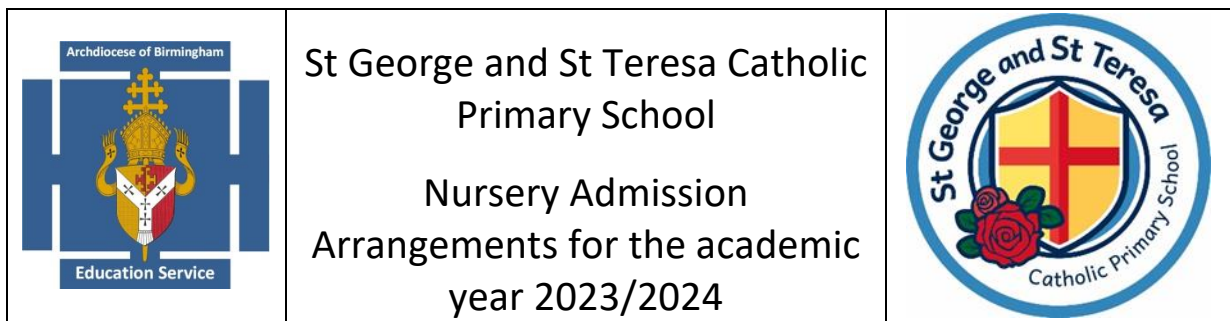 Archdiocese of Birmingham
Education Service
St George and St Teresa Catholic
Primary School
Nursery Admission
Arrangements for the academic
year 2023/2024
St George and St Teresa
Catholic Primary School